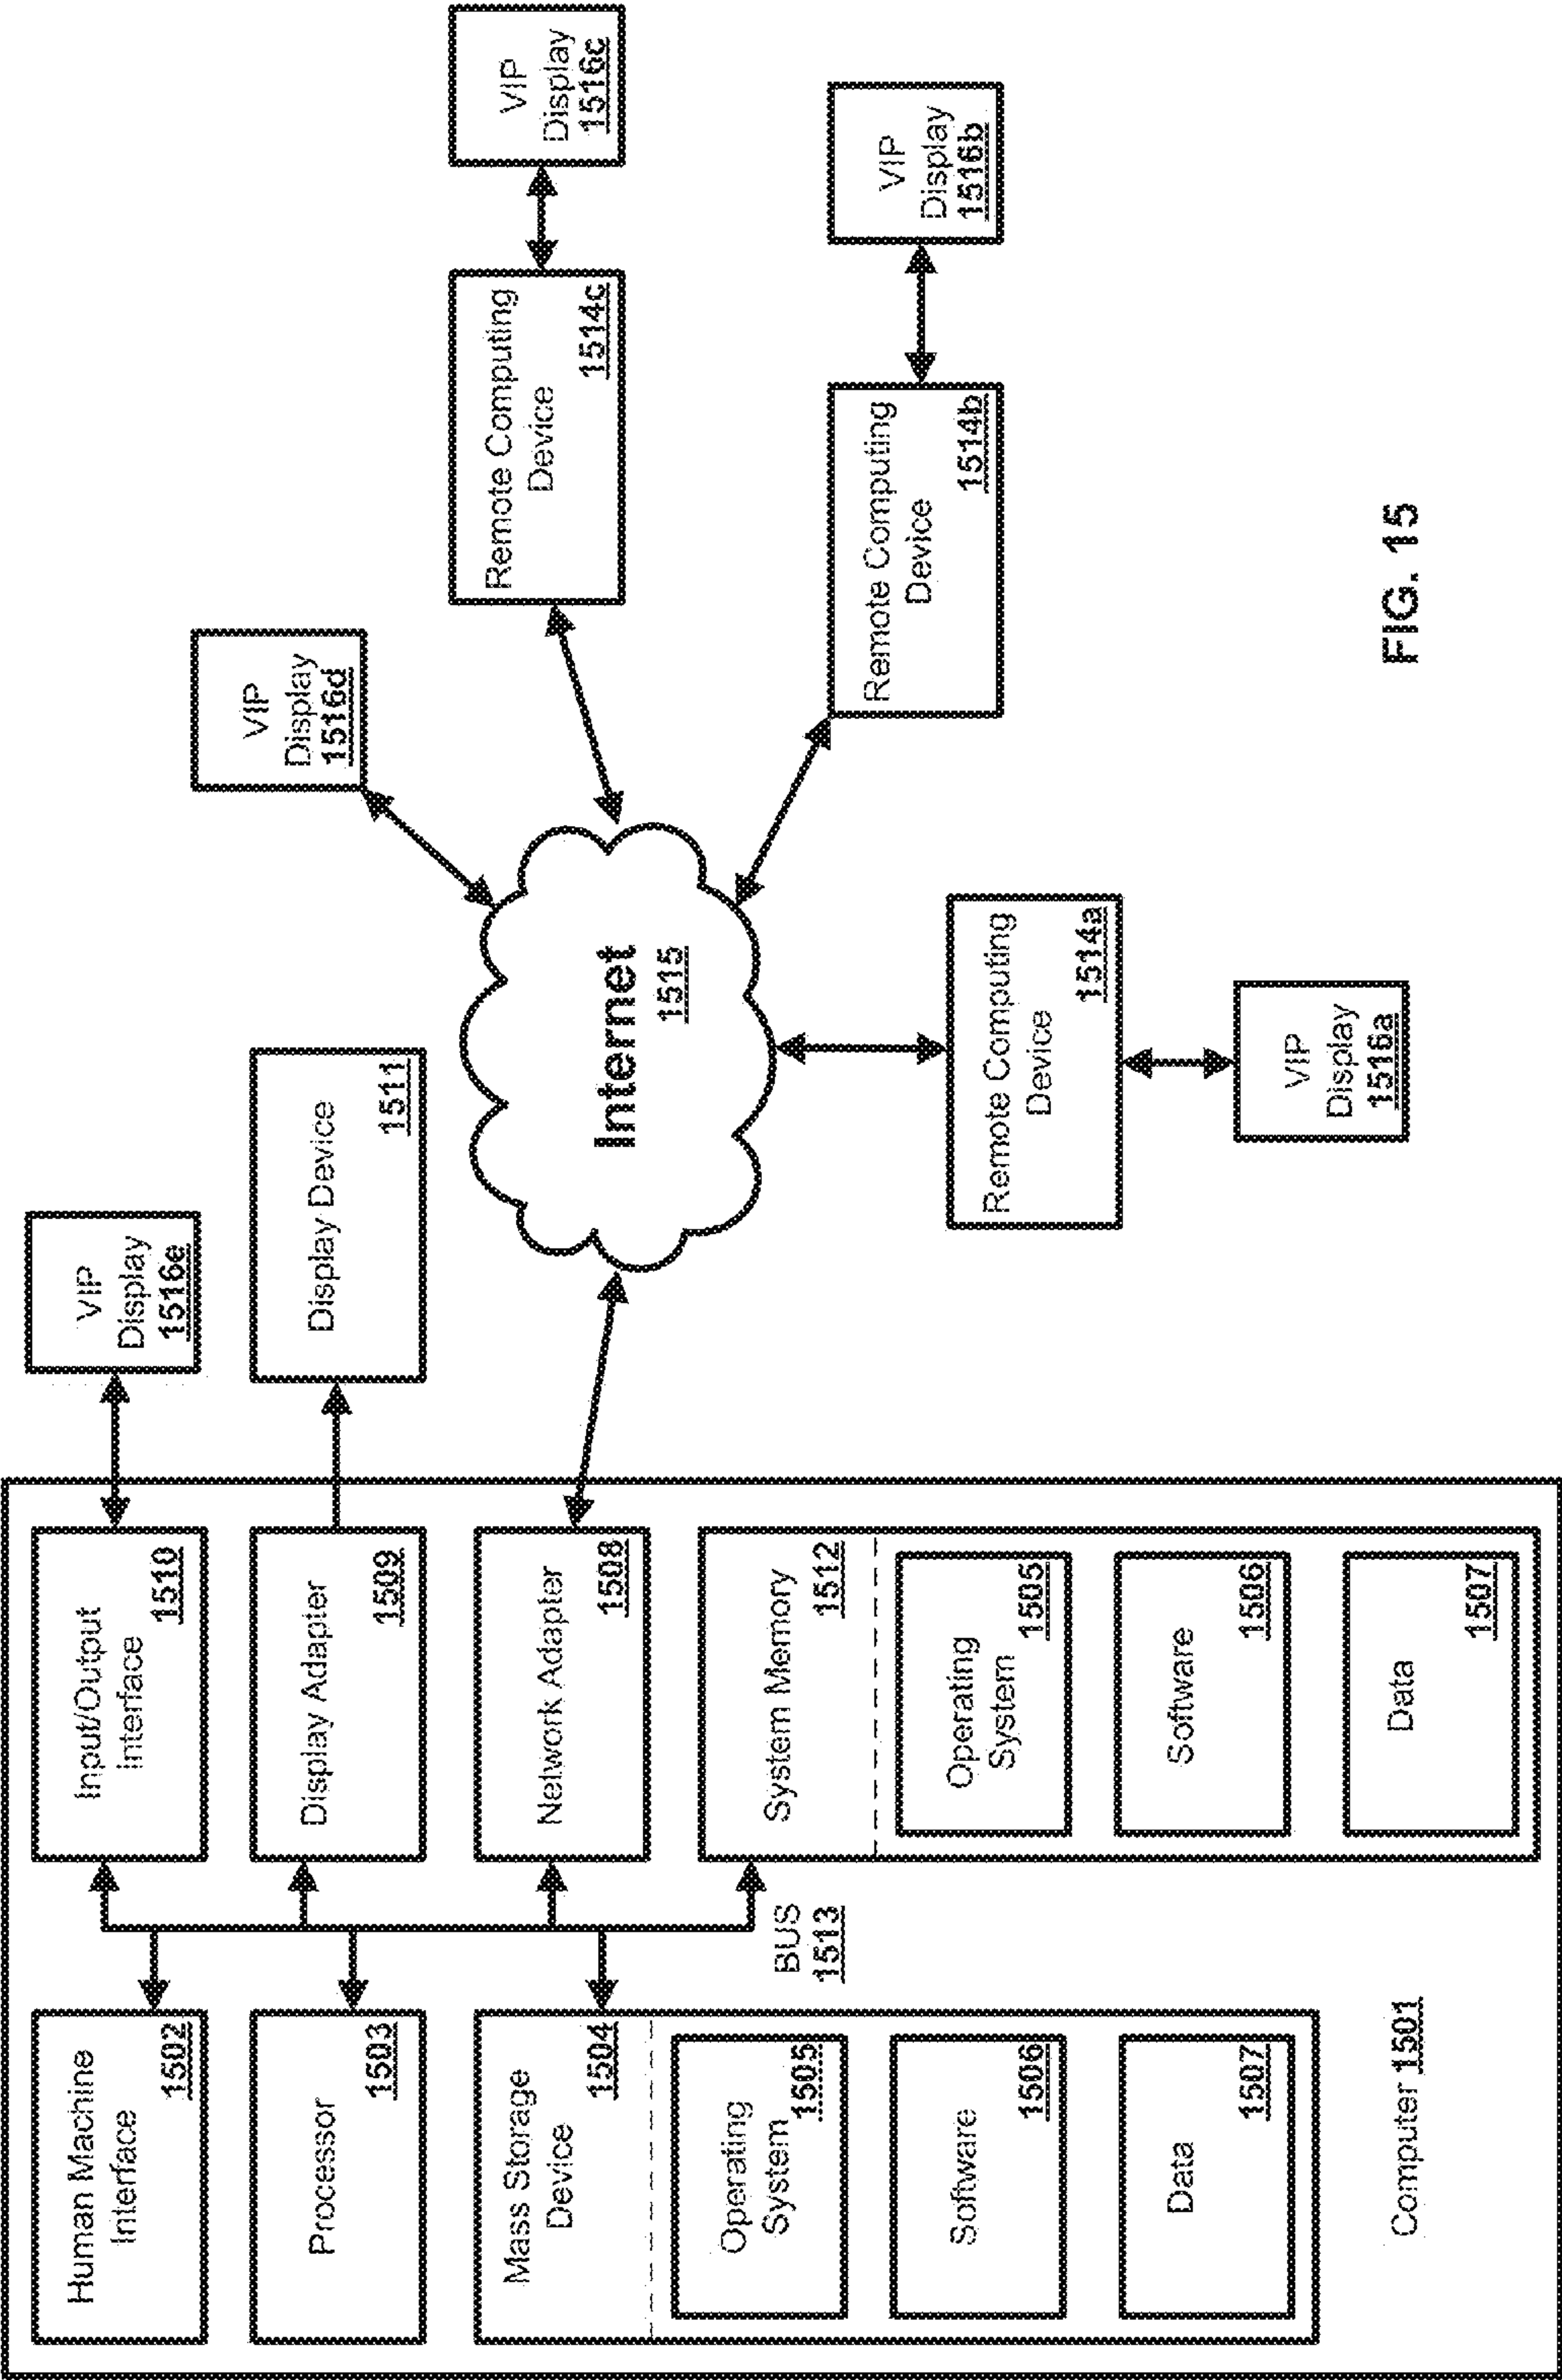 Human Machine
Interface
1502
Processor
1503
Mass Storage
Device
1504
Operating
System
1505
Software
1506
Data
1507
Computer 1501
BUS
1513
Input/Output
Interface
1510
Display Adapter
1509
Network Adapter
1508
System Memory
1512
Operating
System
1505
Software
1506
Data
1507
VIP
Display
1516e
Display Device
1511
Internet
1515
VIP
Display
1516d
Remote Computing
Device
1514c
VIP
Display
1516c
Remote Computing
Device
1514b
VIP
Display
1516b
Remote Computing
Device
1514a
VIP
Display
1516a
FIG. 15